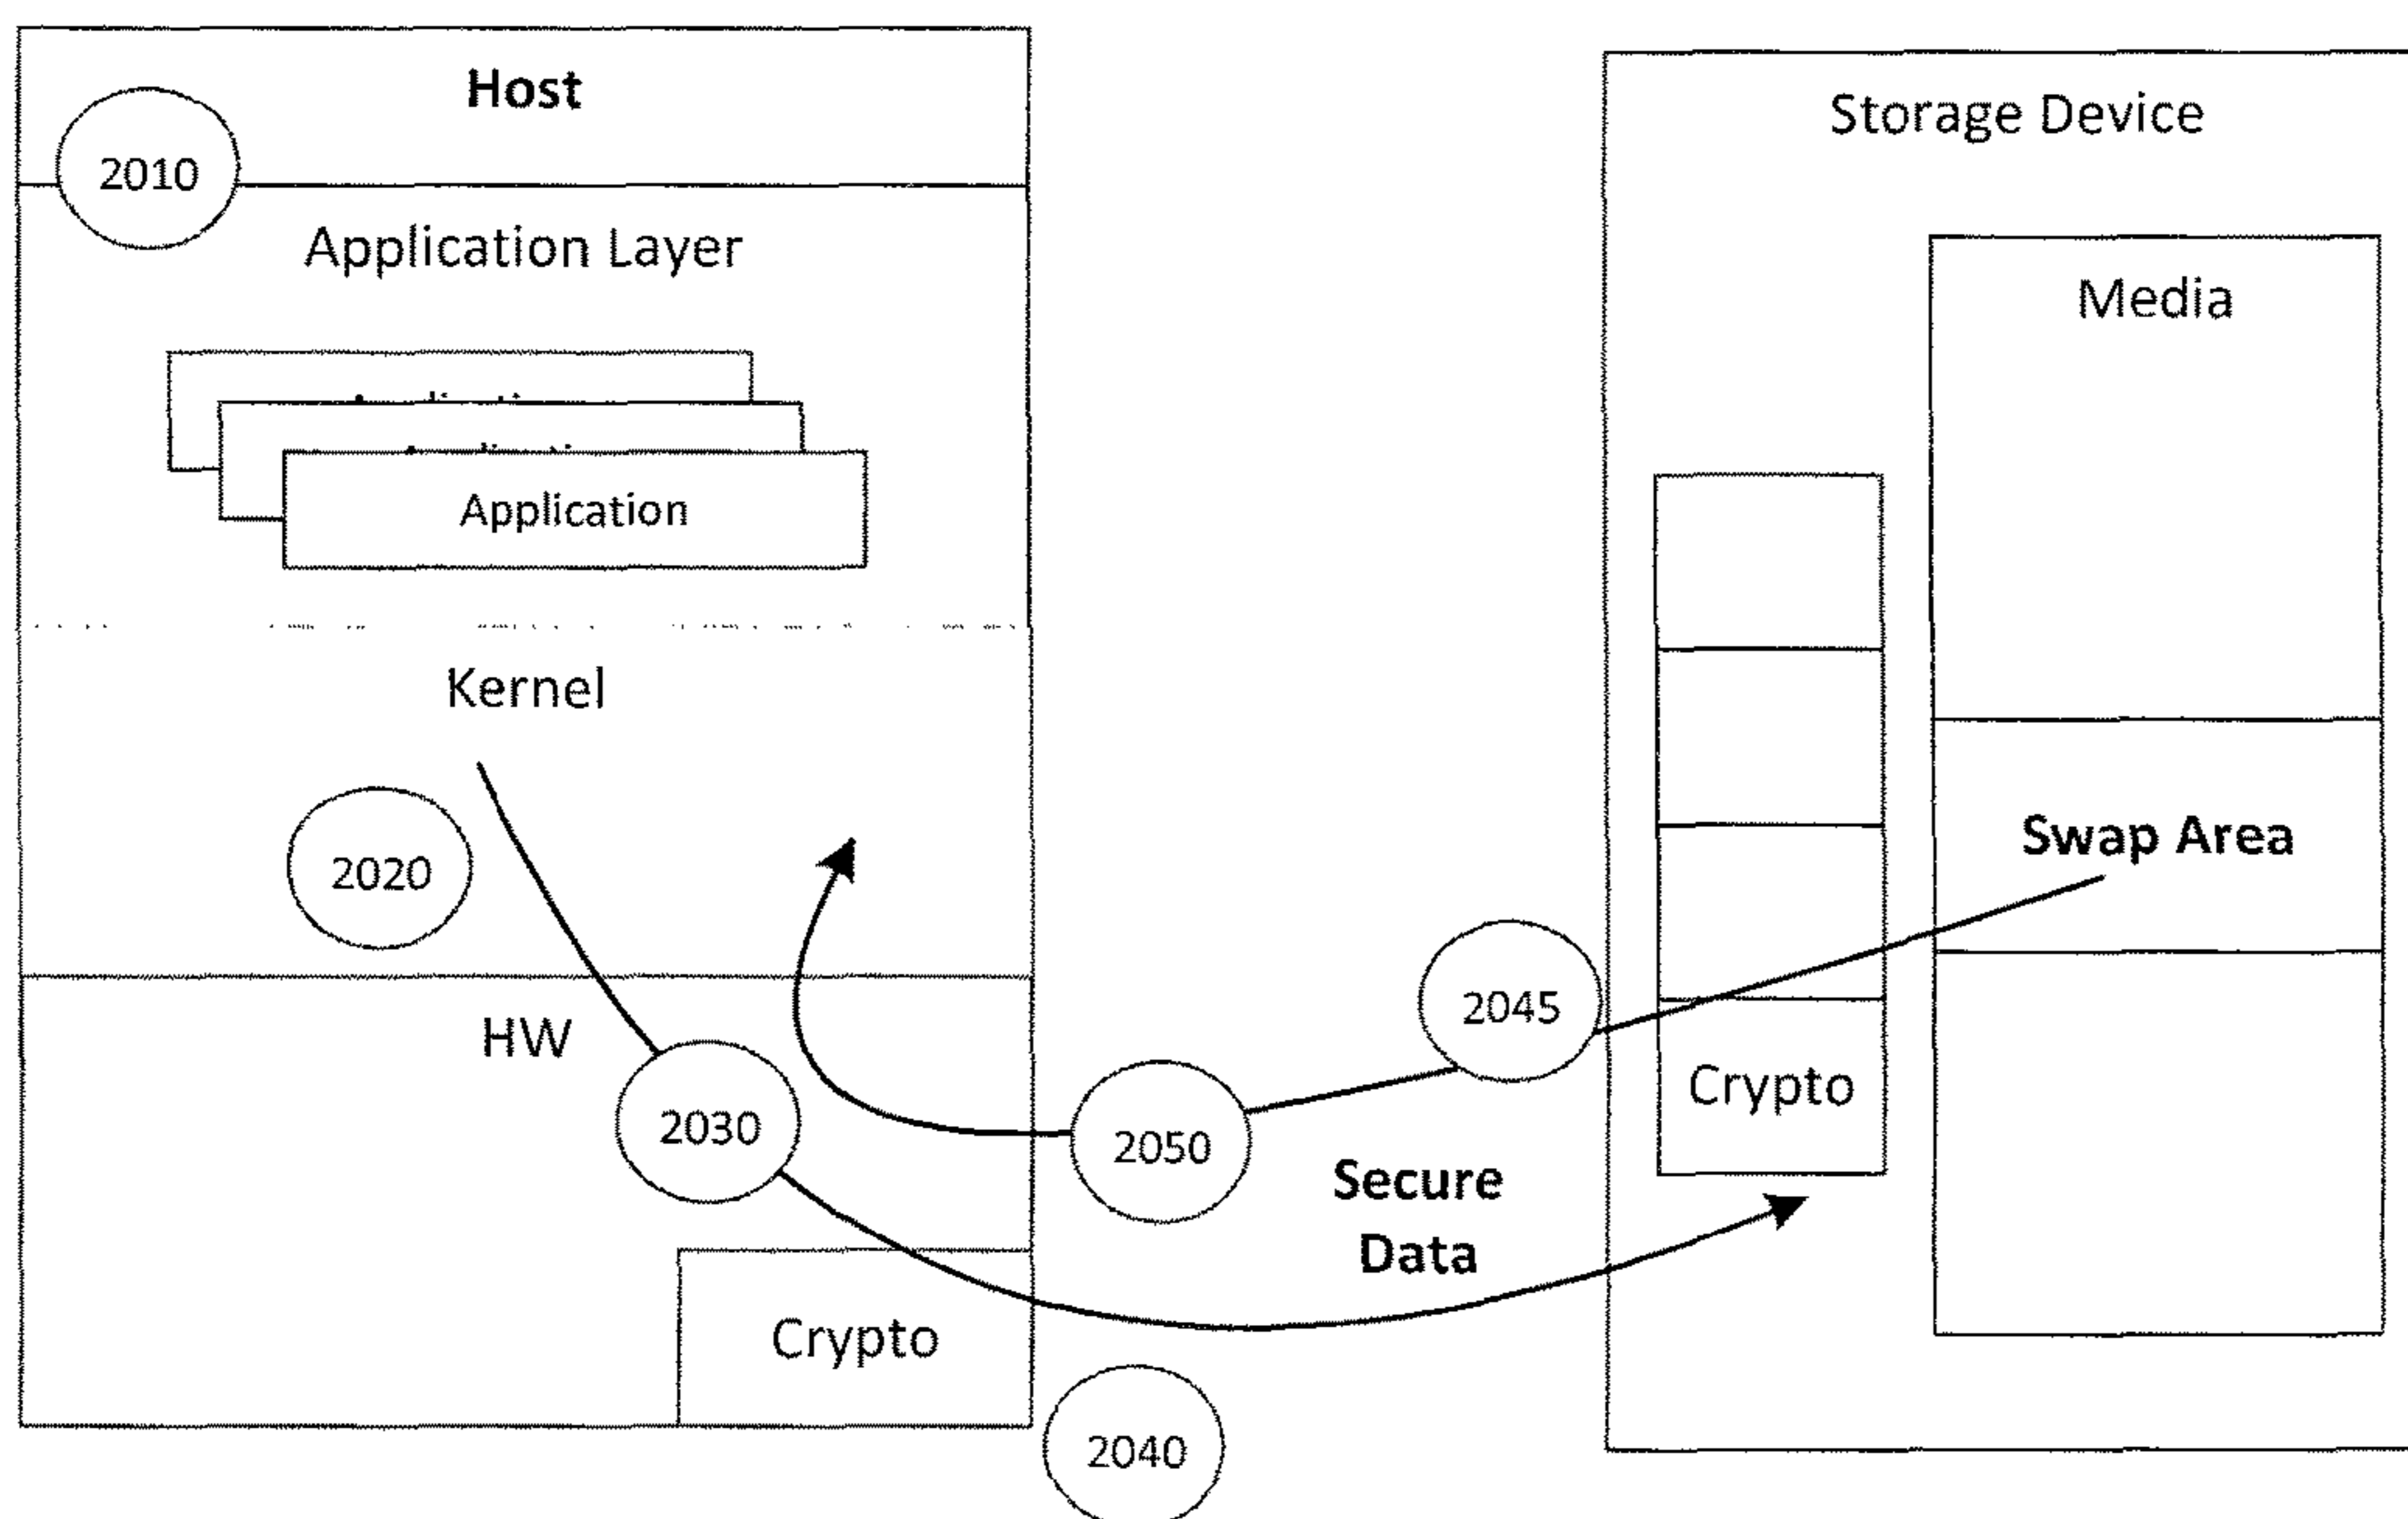 Host
2010
Application Layer
Application
Kernel
2020
HW
2030
Crypto
2040
2050
2045
Secure
Data
Storage Device
Media
Swap Area
Crypto